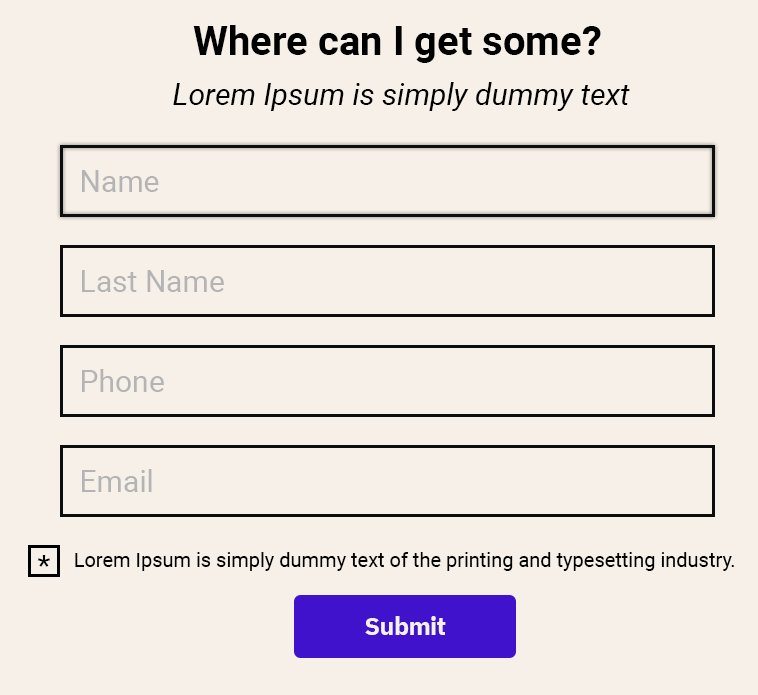 Where can I get some?
Lorem Ipsum is simply dummy text
Name
Last Name
Phone
Email
* Lorem Ipsum is simply dummy text of the printing and typesetting industry.
Submit